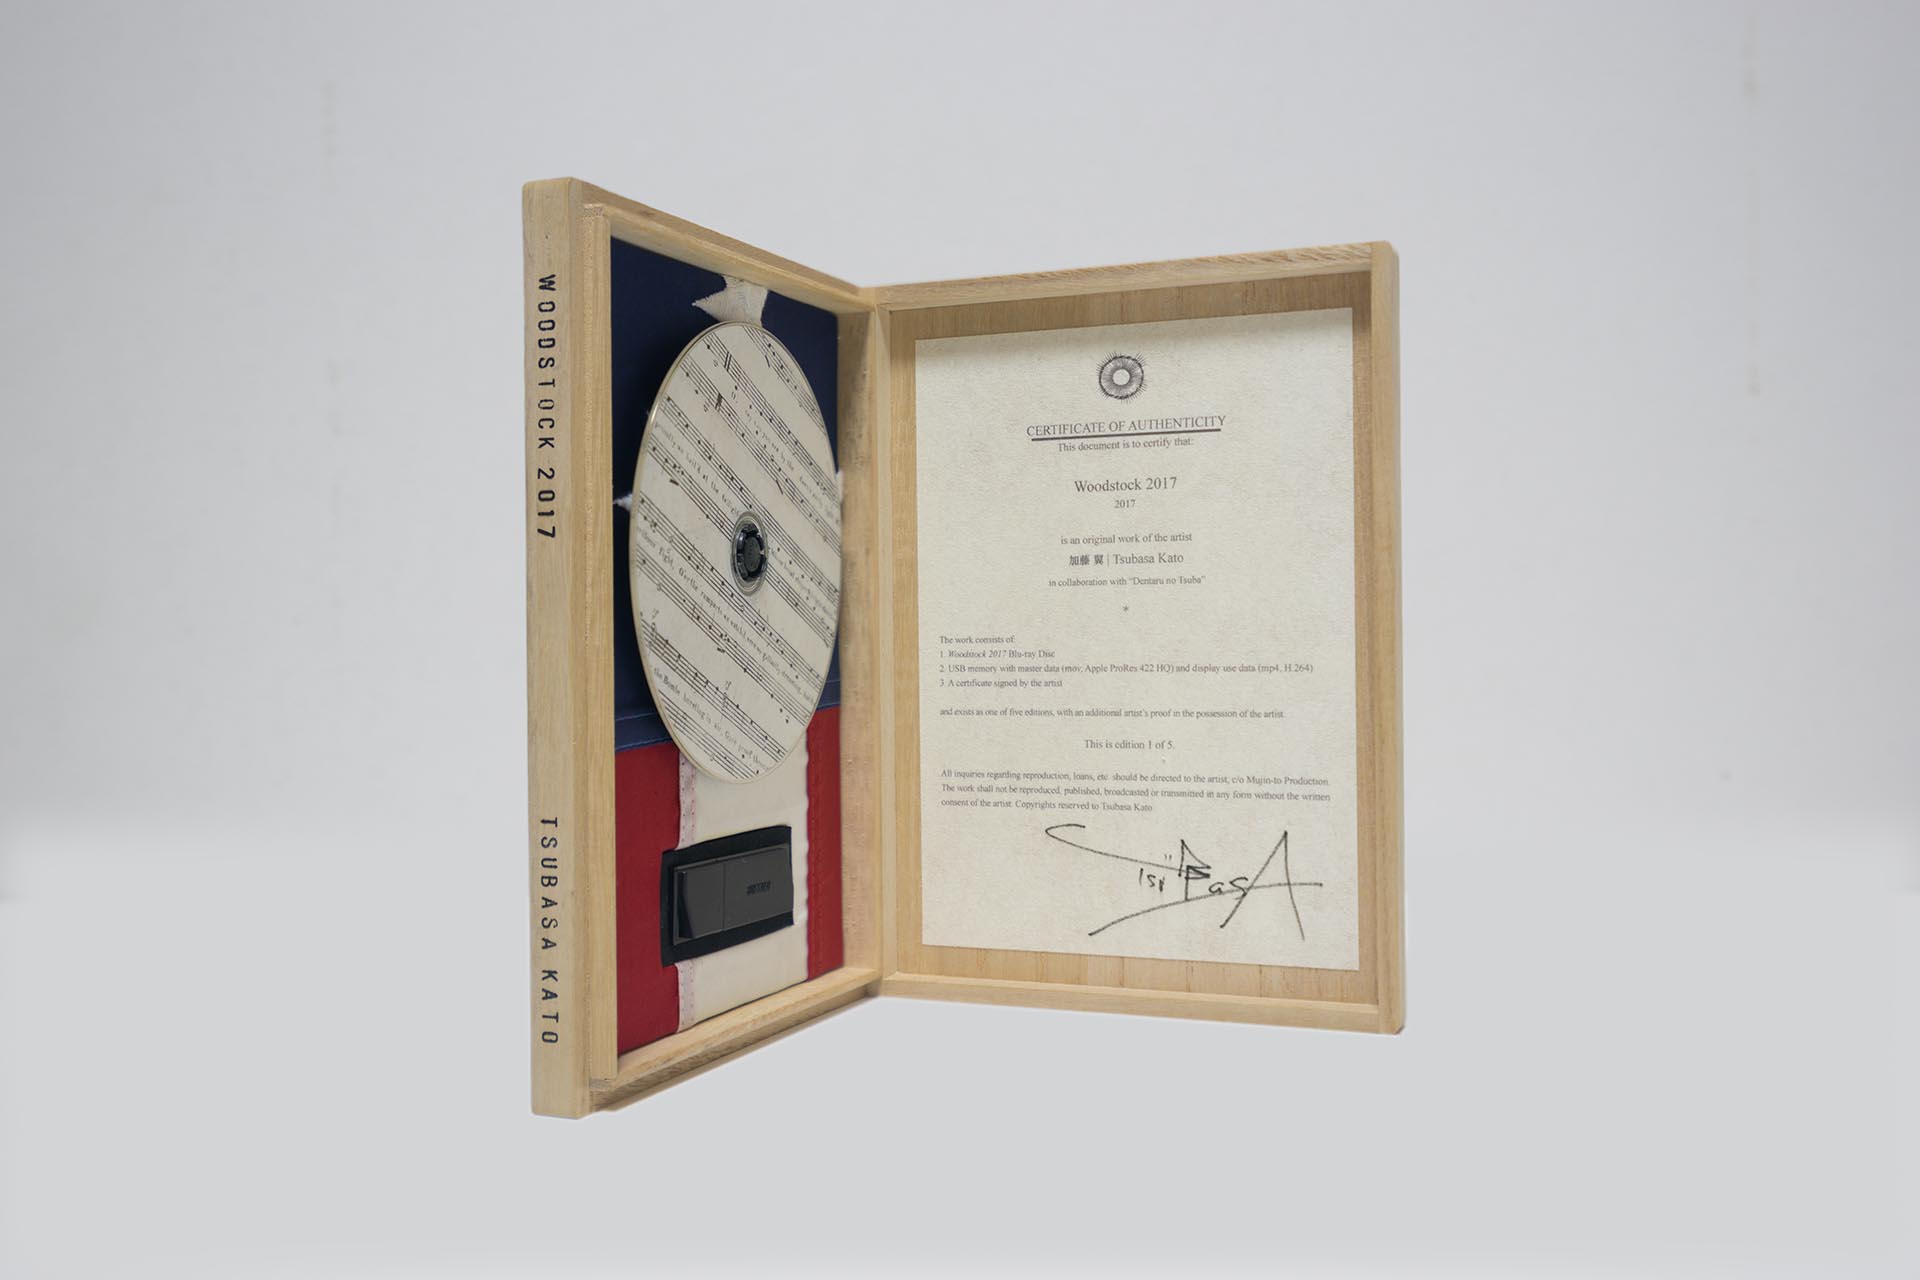 WOODSTOCK 2017
TSUBASA KATO
CERTIFICATE OF AUTHENTICITY
This document is to certify that:
Woodstock 2017
2017
is an original work of the artist
加藤 翼 | Tsubasa Kato
in collaboration with "Dentaru no Tsuba"
*
The work consists of:
1. Woodstock 2017 Blu-ray Disc
2. USB memory with master data (mov, Apple ProRes 422 HQ) and display use data (mp4, H.264)
3. A certificate signed by the artist
and exists as one of five editions, with an additional artist's proof in the possession of the artist.
This is edition 1 of 5.
All inquiries regarding reproduction, loans, etc. should be directed to the artist, c/o Mujin-to Production.
The work shall not be reproduced, published, broadcasted or transmitted in any form without the written
consent of the artist. Copyrights reserved to Tsubasa Kato